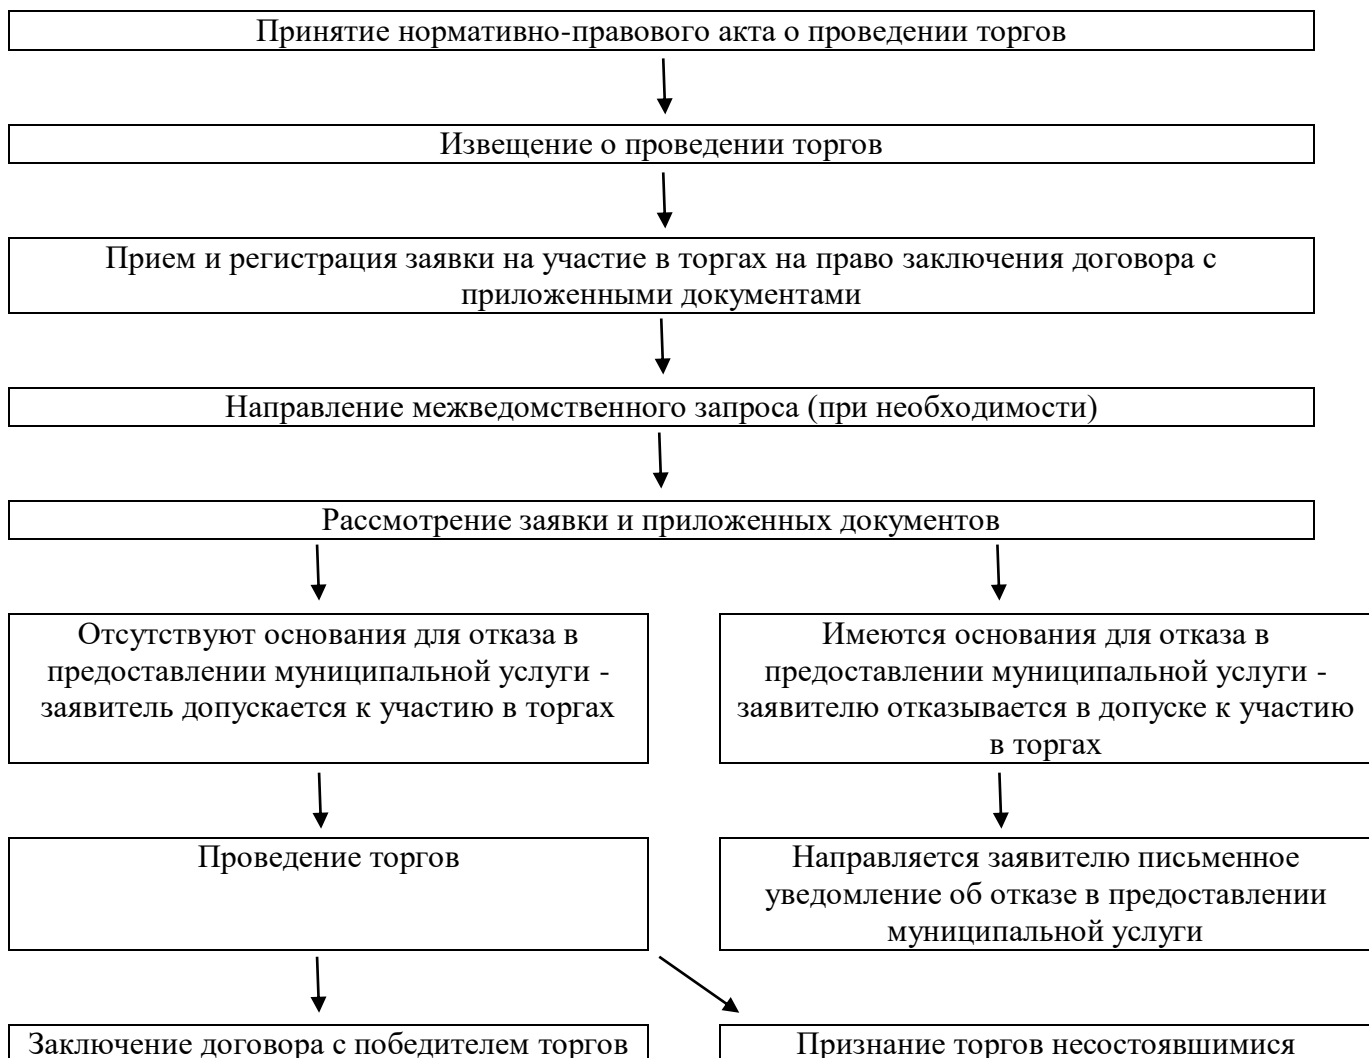 Принятие нормативно-правового акта о проведении торгов
Извещение о проведении торгов
Прием и регистрация заявки на участие в торгах на право заключения договора с
приложенными документами
Направление межведомственного запроса (при необходимости)
Рассмотрение заявки и приложенных документов
Отсутствуют основания для отказа в
предоставлении муниципальной услуги -
заявитель допускается к участию в торгах
Имеются основания для отказа в
предоставлении муниципальной услуги -
заявителю отказывается в допуске к участию
в торгах
Проведение торгов
Направляется заявителю письменное
уведомление об отказе в предоставлении
муниципальной услуги
Заключение договора с победителем торгов
Признание торгов несостоявшимися